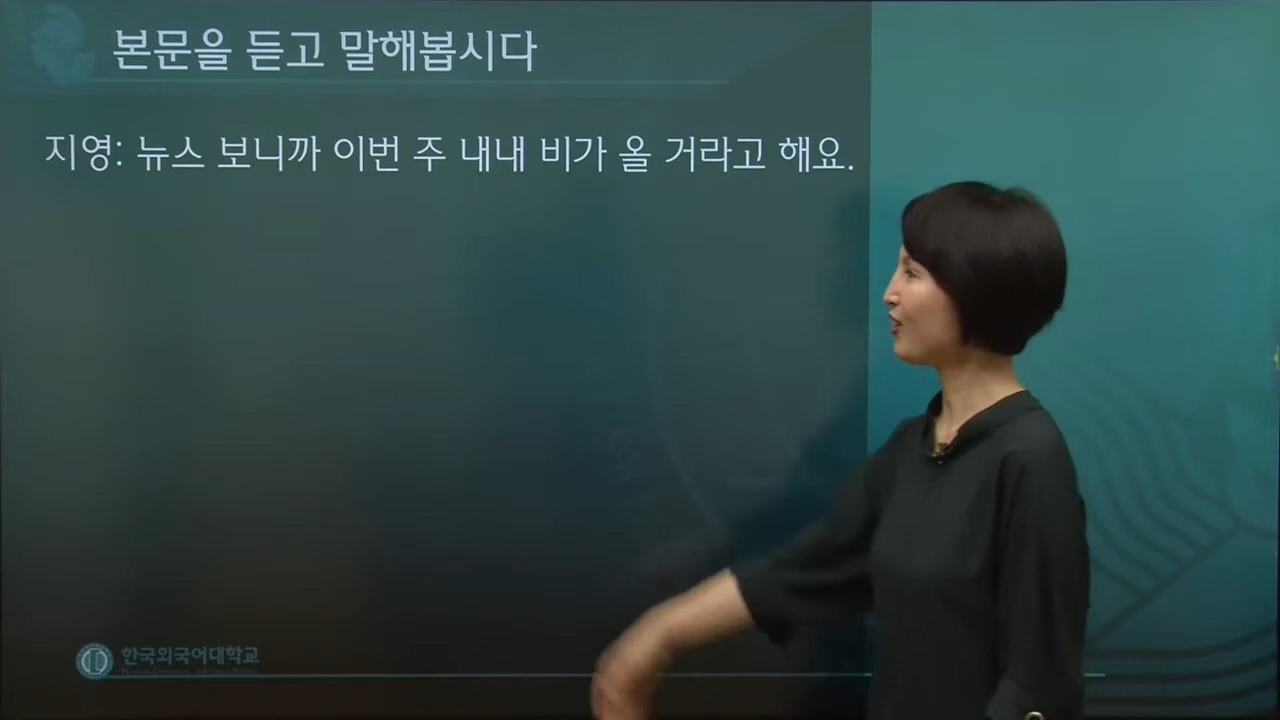 본문을 듣고 말해봅시다
지영: 뉴스 보니까 이번 주 내내 비가 올 거라고 해요.
한국외국어대학교